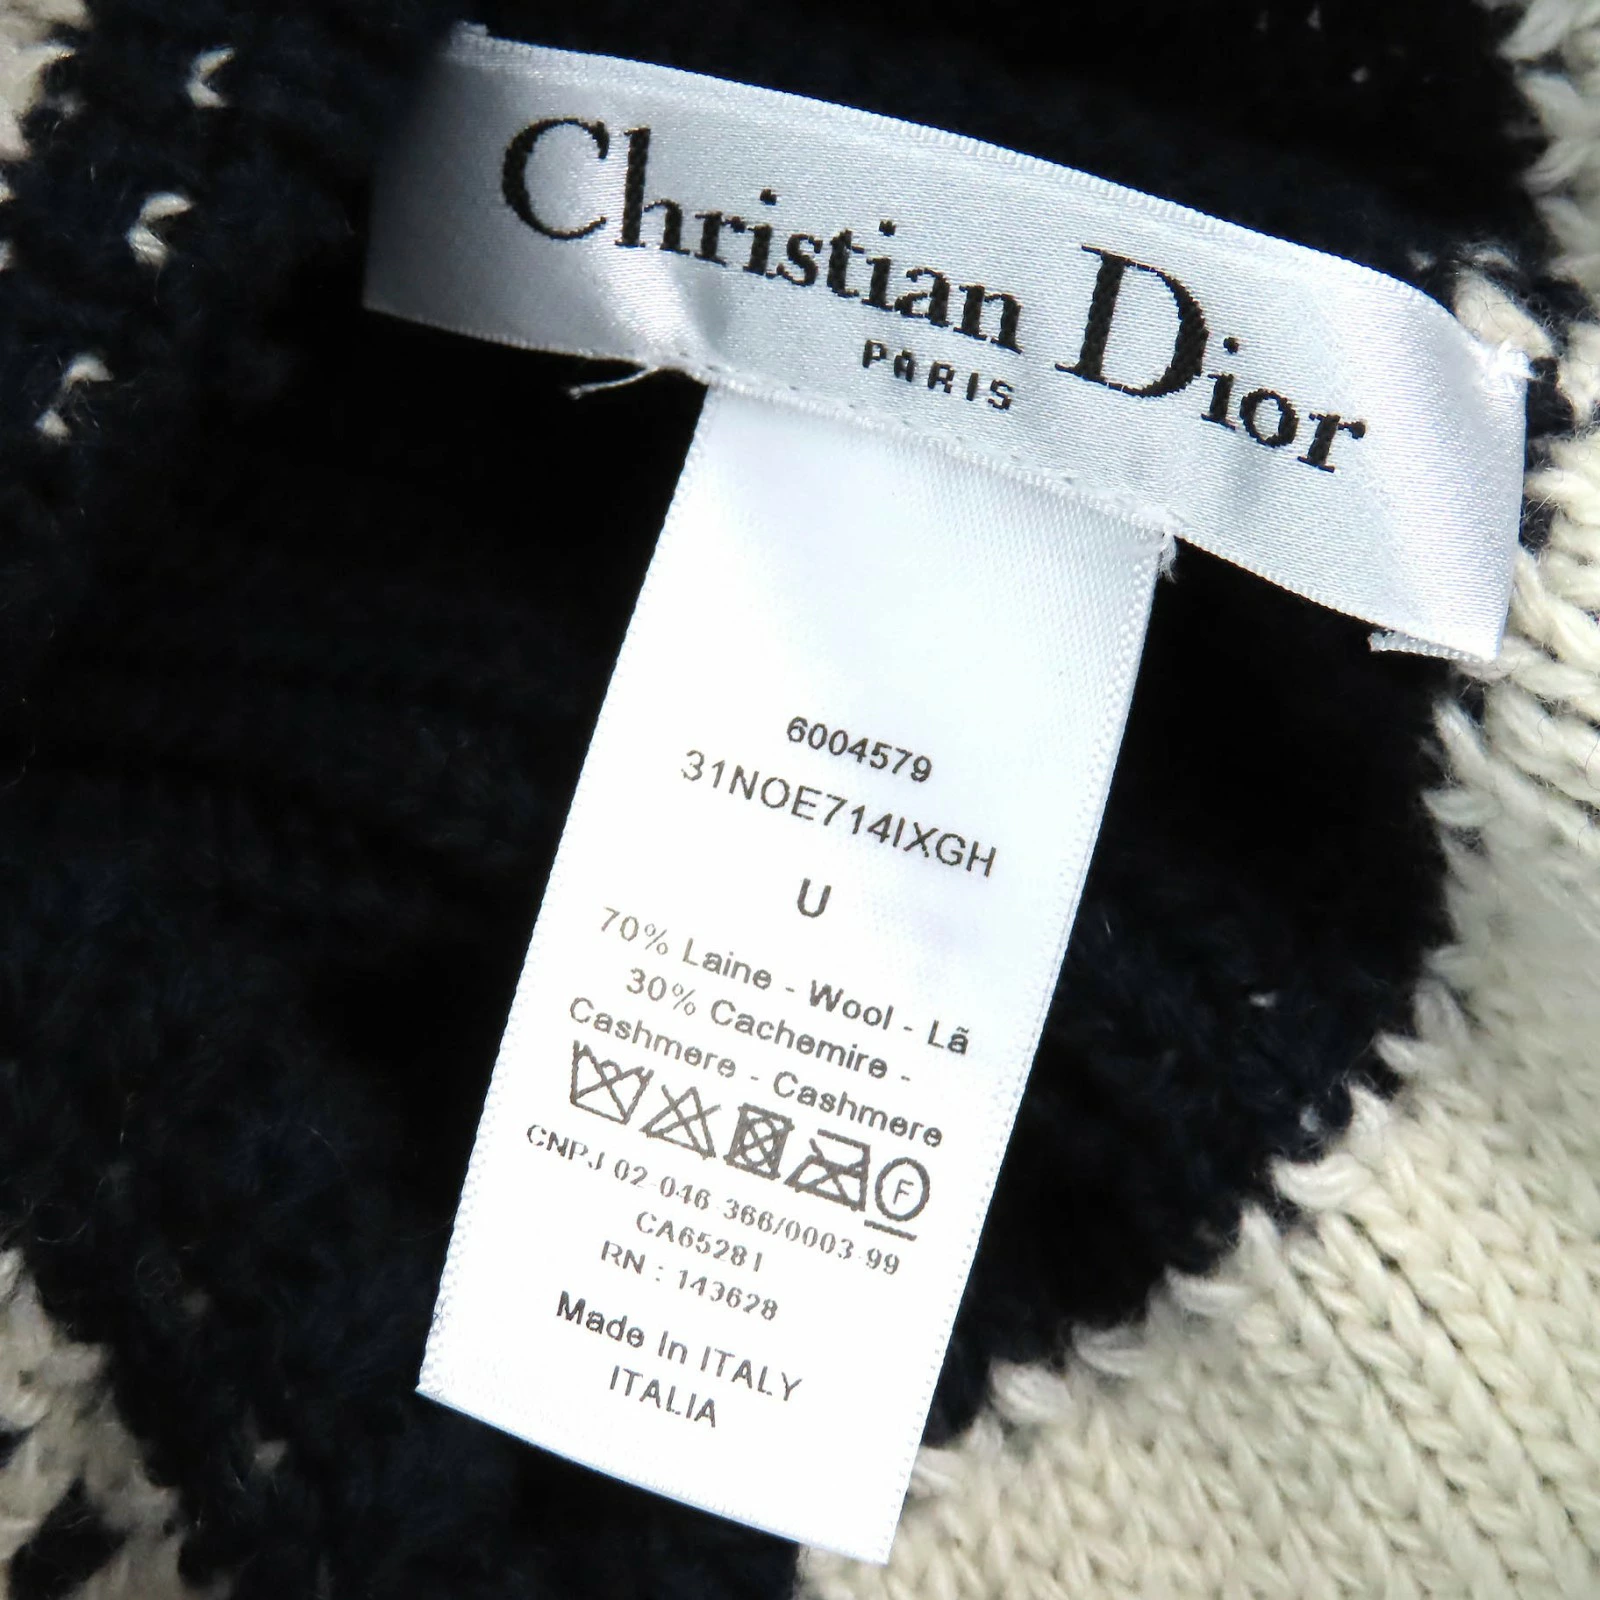 Christian Dior
PARIS
6004579
31NOE714IXGH
U
70% Laine - Wool - Lã
30% Cachemire -
Cashmere - Cashmere
F
CNPJ 02 046 366/0003-99
CA65281
RN : 143628
Made In ITALY
ITALIA